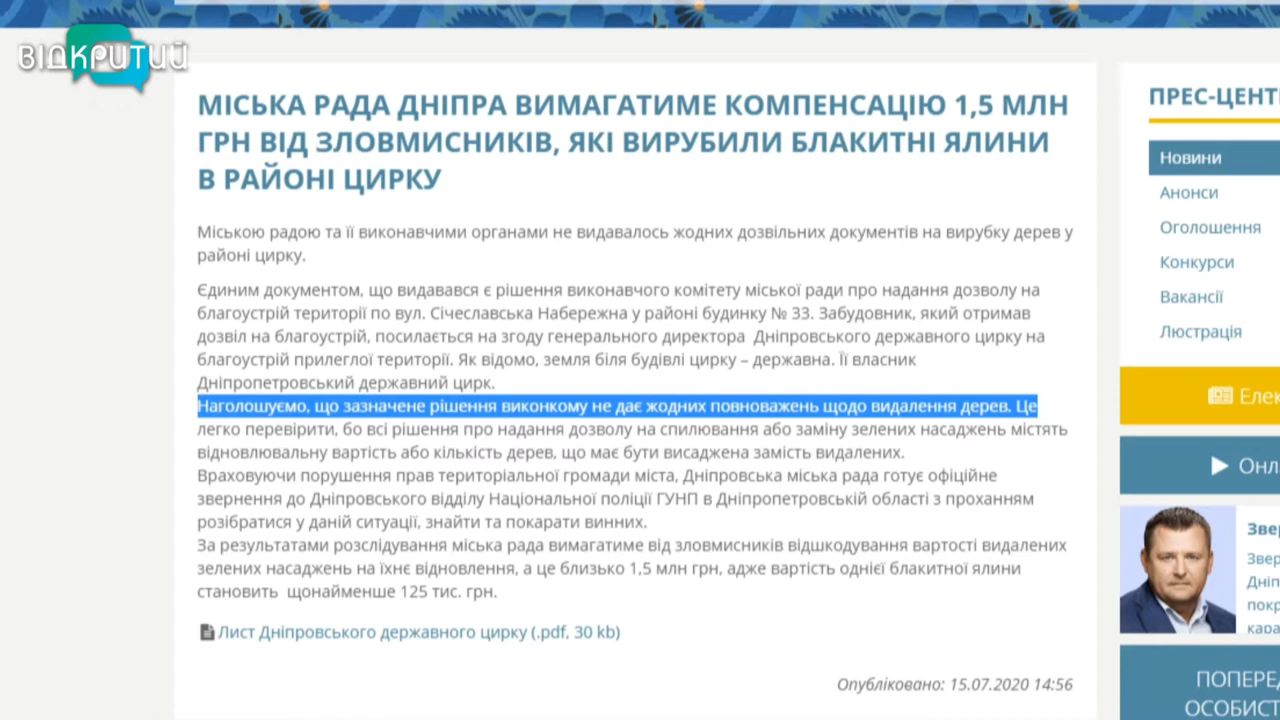 ВІДКРИТИЙ
МІСЬКА РАДА ДНІПРА ВИМАГАТИМЕ КОМПЕНСАЦІЮ 1,5 МЛН
ГРН ВІД ЗЛОВМИСНИКІВ, ЯКІ ВИРУБИЛИ БЛАКИТНІ ЯЛИНИ
В РАЙОНІ ЦИРКУ
Міською радою та її виконавчими органами не видавалось жодних дозвільних документів на вирубку дерев у
районі цирку.
Єдиним документом, що видавався є рішення виконавчого комітету міської ради про надання дозволу на
благоустрій території по вул. Січеславська Набережна у районі будинку № 33. Забудовник, який отримав
дозвіл на благоустрій, посилається на згоду генерального директора Дніпровського державного цирку на
благоустрій прилеглої території. Як відомо, земля біля будівлі цирку – державна. Її власник
Дніпропетровський державний цирк.
Наголошуємо, що зазначене рішення виконкому не дає жодних повноважень щодо видалення дерев. Це
легко перевірити, бо всі рішення про надання дозволу на спилювання або заміну зелених насаджень містять
відновлювальну вартість або кількість дерев, що має бути висаджена замість видалених.
Враховуючи порушення прав територіальної громади міста, Дніпровська міська рада готує офіційне
звернення до Дніпровського відділу Національної поліції ГУНП в Дніпропетровській області з проханням
розібратися у даній ситуації, знайти та покарати винних.
За результатами розслідування міська рада вимагатиме від зловмисників відшкодування вартості видалених
зелених насаджень на їхнє відновлення, а це близько 1,5 млн грн, адже вартість однієї блакитної ялини
становить щонайменше 125 тис. грн.
Лист Дніпровського державного цирку (.pdf, 30 kb)
Опубліковано: 15.07.2020 14:56
ПРЕС-ЦЕНТ
Новини
Анонси
Оголошення
Конкурси
Вакансії
Люстрація
Елек
Онл
Звер
Звер
Дніп
покр
кара
ПОПЕРЕД
ОСОБИСТ